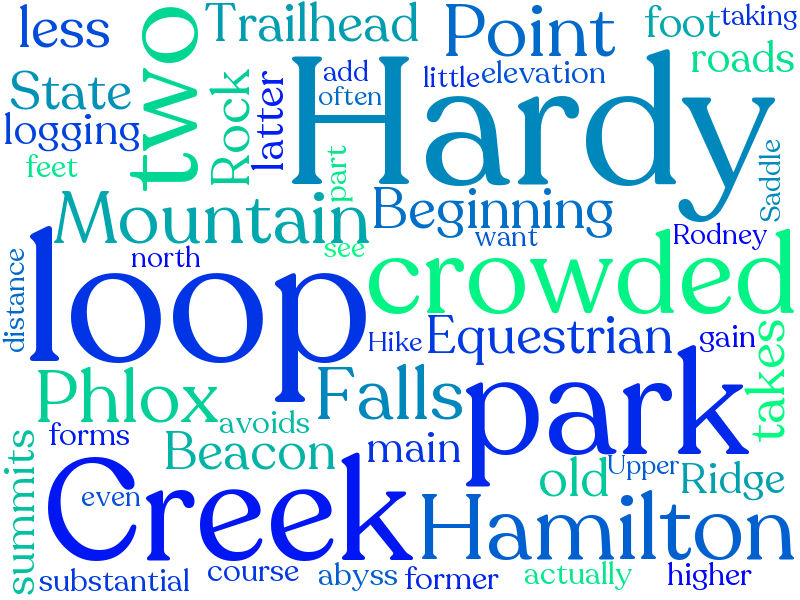 less
Trailhead
Point
foot
taking
two
State
Rock
latter
add
often
Hardy
little
elevation
roads
logging
feet
part
Saddle
Mountain
Beginning
want
see
Rodney
north
distance
loop
crowded
Hike
Equestrian
gain
takes
Phlox
avoids
Falls
park
forms
Beacon
main
summits
Creek
even
old
Upper
Ridge
Hamilton
substantial
course
abyss
former
actually
higher